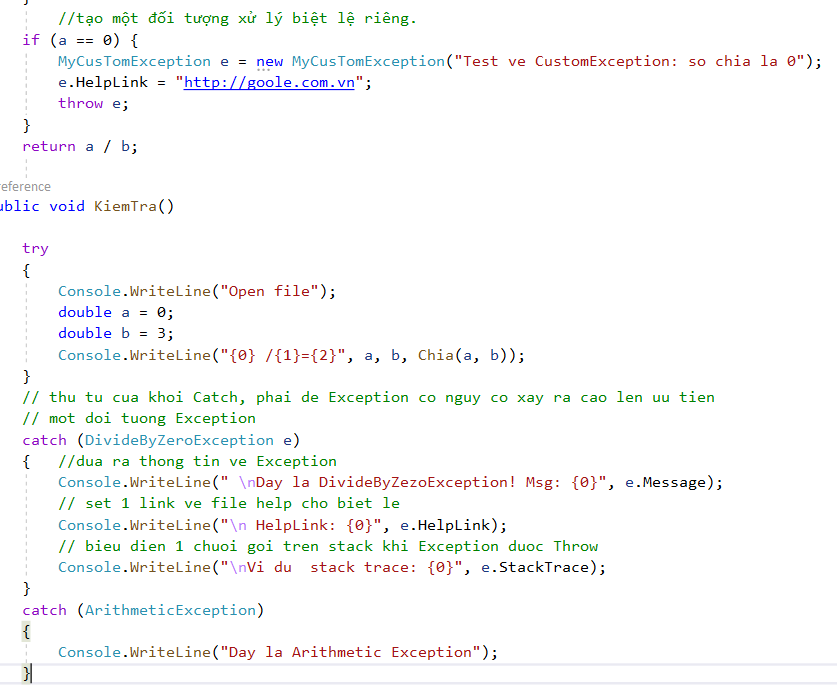 }
//tạo một đối tượng xử lý biệt lệ riêng.
if (a == 0) {
MyCusTomException e = new MyCusTomException("Test ve CustomException: so chia la 0");
e.HelpLink = "http://goole.com.vn";
throw e;
}
return a / b;
reference
ublic void KiemTra()
try
{
Console.WriteLine("Open file");
double a = 0;
double b = 3;
Console.WriteLine("{0} /{1}={2}", a, b, Chia(a, b));
}
// thu tu cua khoi Catch, phai de Exception co nguy co xay ra cao len uu tien
// mot doi tuong Exception
catch (DivideByZeroException e)
{ //dua ra thong tin ve Exception
Console.WriteLine(" \nDay la DivideByZezoException! Msg: {0}", e.Message);
// set 1 link ve file help cho biet le
Console.WriteLine("\n HelpLink: {0}", e.HelpLink);
// bieu dien 1 chuoi goi tren stack khi Exception duoc Throw
Console.WriteLine("\nVi du  stack trace: {0}", e.StackTrace);
}
catch (ArithmeticException)
{
Console.WriteLine("Day la Arithmetic Exception");
}